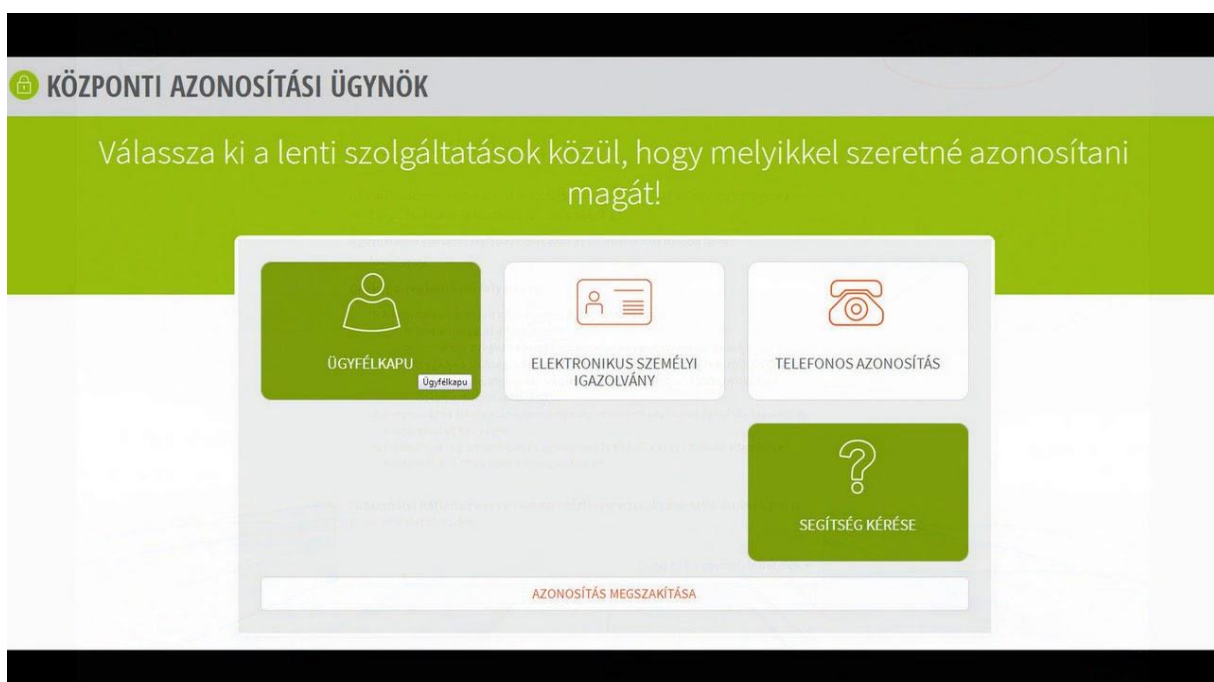 KÖZPONTI AZONOSÍTÁSI ÜGYNÖK
Válassza ki a lenti szolgáltatások közül, hogy melyikkel szeretné azonosítani
magát!
ÜGYFÉLKAPU
Ügyfélkapu
ELEKTRONIKUS SZEMÉLYI
IGAZOLVÁNY
TELEFONOS AZONOSÍTÁS
SEGÍTSÉG KÉRÉSE
AZONOSÍTÁS MEGSZAKÍTÁSA